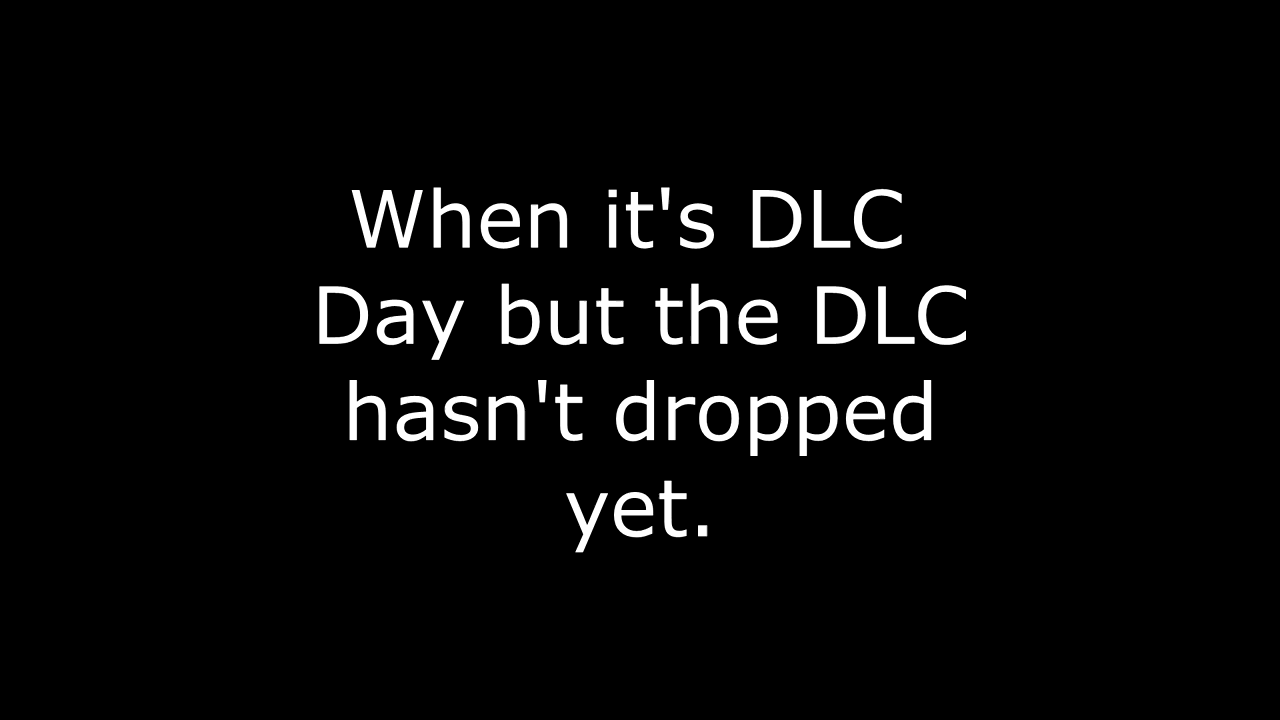 When it's DLC
Day but the DLC
hasn't dropped
yet.